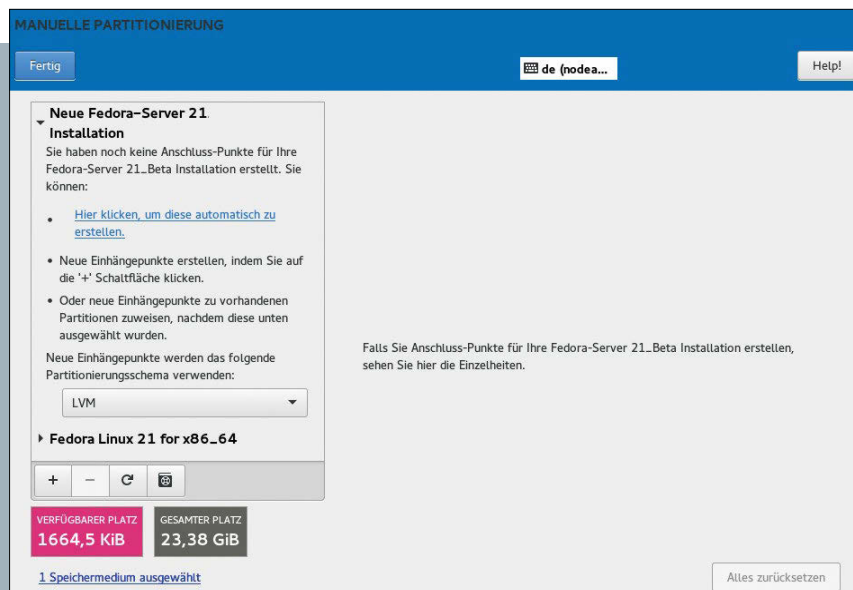 MANUELLE PARTITIONIERUNG
Fertig
de (nodea...
Help!
Neue Fedora-Server 21
Installation
Sie haben noch keine Anschluss-Punkte für Ihre
Fedora-Server 21_Beta Installation erstellt. Sie
können:
• Hier klicken, um diese automatisch zu
erstellen.
• Neue Einhängepunkte erstellen, indem Sie auf
die '+' Schaltfläche klicken.
• Oder neue Einhängepunkte zu vorhandenen
Partitionen zuweisen, nachdem diese unten
ausgewählt wurden.
Neue Einhängepunkte werden das folgende
Partitionierungsschema verwenden:
LVM
Fedora Linux 21 for x86_64
+ −
VERFÜGBARER PLATZ
1664,5 KiB
GESAMTER PLATZ
23,38 GiB
1 Speichermedium ausgewählt
Falls Sie Anschluss-Punkte für Ihre Fedora-Server 21_Beta Installation erstellen,
sehen Sie hier die Einzelheiten.
Alles zurücksetzen